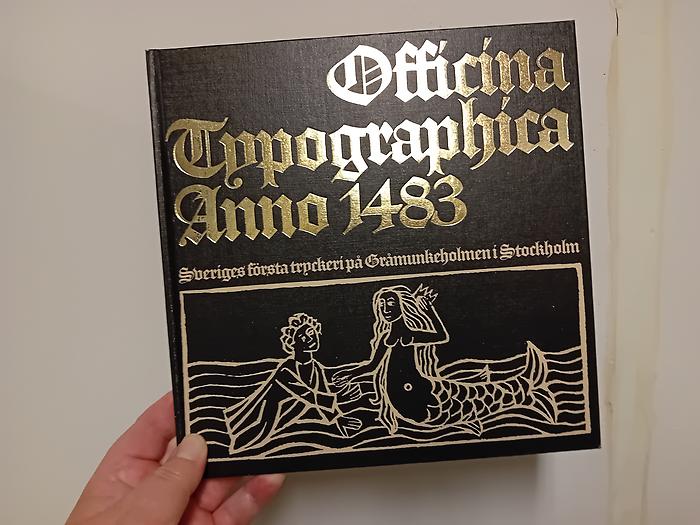 Officina
Typographica
Anno 1483
Sveriges första tryckeri på Gråmunkeholmen i Stockholm